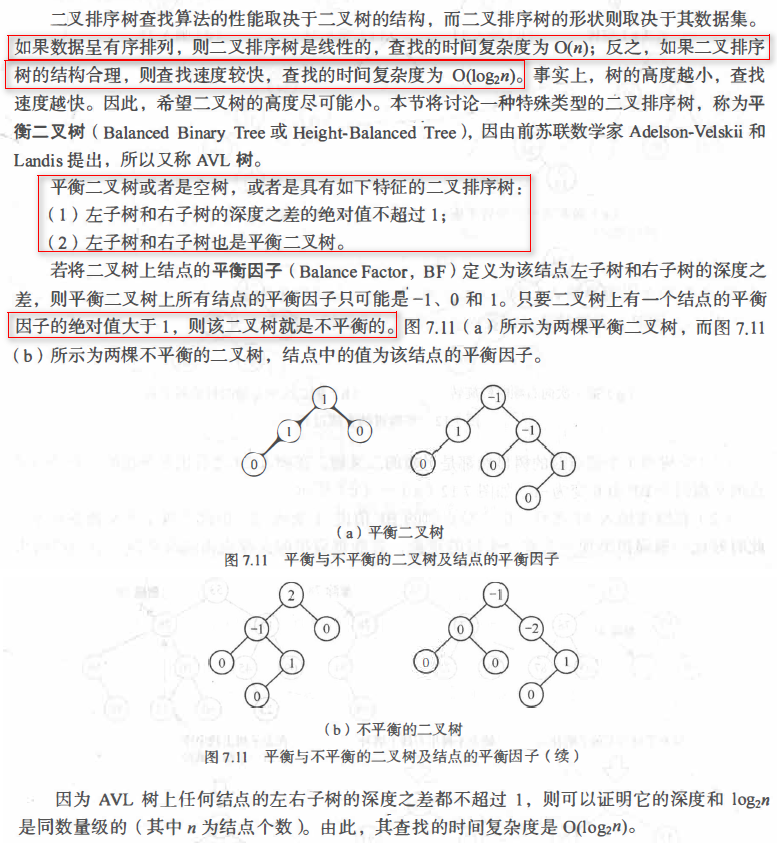 二叉排序树查找算法的性能取决于二叉树的结构，而二叉排序树的形状则取决于其数据集。
如果数据呈有序排列，则二叉排序树是线性的，查找的时间复杂度为 O(n)；反之，如果二叉排序
树的结构合理，则查找速度较快，查找的时间复杂度为 O(log₂n)。事实上，树的高度越小，查找
速度越快。因此，希望二叉树的高度尽可能小。本节将讨论一种特殊类型的二叉排序树，称为平
衡二叉树（Balanced Binary Tree 或 Height-Balanced Tree），因由前苏联数学家 Adelson-Velskii 和
Landis 提出，所以又称 AVL 树。
平衡二叉树或者是空树，或者是具有如下特征的二叉排序树：
（1）左子树和右子树的深度之差的绝对值不超过 1；
（2）左子树和右子树也是平衡二叉树。
若将二叉树上结点的平衡因子（Balance Factor，BF）定义为该结点左子树和右子树的深度之
差，则平衡二叉树上所有结点的平衡因子只可能是 −1、0 和 1。只要二叉树上有一个结点的平衡
因子的绝对值大于 1，则该二叉树就是不平衡的。图 7.11（a）所示为两棵平衡二叉树，而图 7.11
（b）所示为两棵不平衡的二叉树，结点中的值为该结点的平衡因子。
1 −1
1 0 1 −1
0 0 0 1
0
（a）平衡二叉树
图 7.11 平衡与不平衡的二叉树及结点的平衡因子
2 −1
−1 0 0 −2
0 1 0 0 1
0 0
（b）不平衡的二叉树
图 7.11 平衡与不平衡的二叉树及结点的平衡因子（续）
因为 AVL 树上任何结点的左右子树的深度之差都不超过 1，则可以证明它的深度和 log₂n
是同数量级的（其中 n 为结点个数）。由此，其查找的时间复杂度是 O(log₂n)。